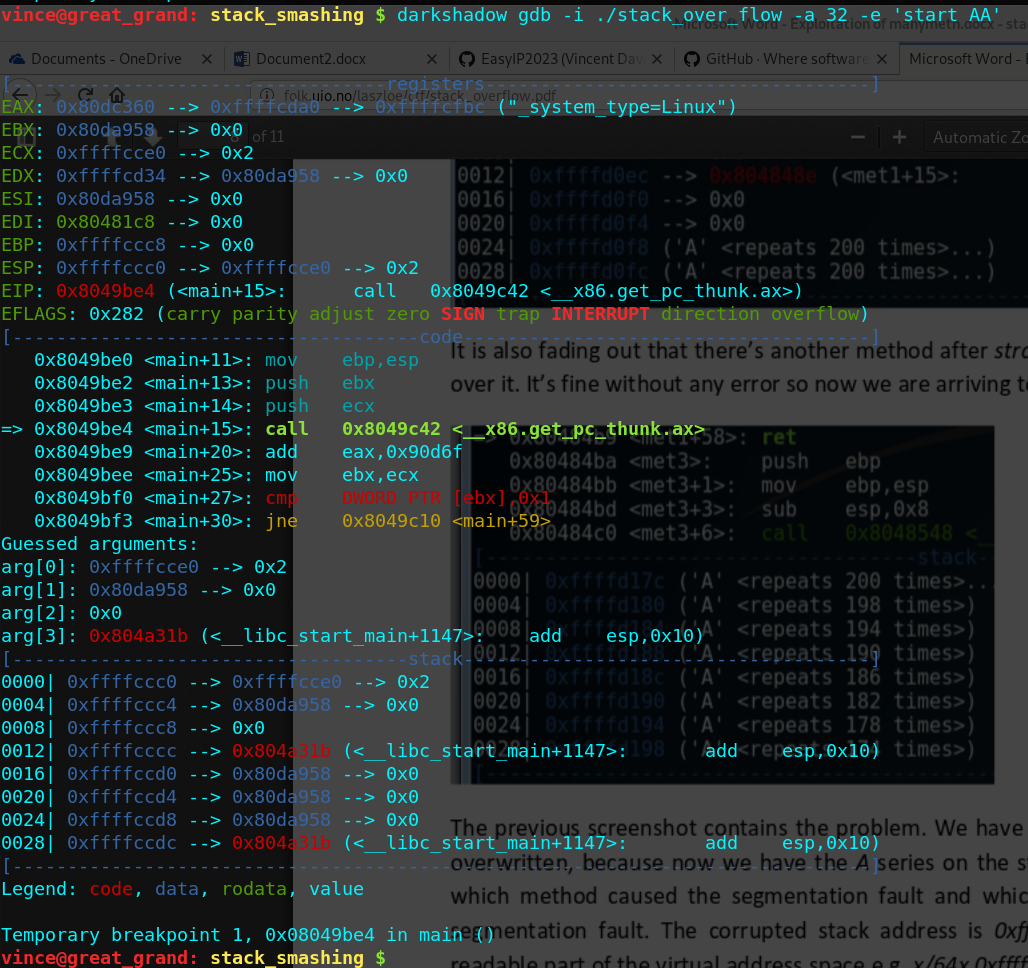 vince@great_grand: stack_smashing $ darkshadow gdb -i ./stack_over_flow -a 32 -e 'start AA'
Documents - OneDrive
Document2.docx
EasyIP2023 (Vincent Dav
GitHub · Where software
Microsoft Word -
[----------------------------------registers-----------------------------------]
folk.uio.no/laszloe/ctf/stack_overflow.pdf
EAX: 0x80dc360 --> 0xffffcda0 --> 0xffffcfbc ("_system_type=Linux")
EBX: 0x80da958 --> 0x0
of 11
Automatic Zo
ECX: 0xffffcce0 --> 0x2
EDX: 0xffffcd34 --> 0x80da958 --> 0x0
ESI: 0x80da958 --> 0x0
EDI: 0x80481c8 --> 0x0
EBP: 0xffffccc8 --> 0x0
ESP: 0xffffccc0 --> 0xffffcce0 --> 0x2
EIP: 0x8049be4 (<main+15>: call 0x8049c42 <__x86.get_pc_thunk.ax>)
EFLAGS: 0x282 (carry parity adjust zero SIGN trap INTERRUPT direction overflow)
[-------------------------------------code-------------------------------------]
0x8049be0 <main+11>: mov ebp,esp
0x8049be2 <main+13>: push ebx
0x8049be3 <main+14>: push ecx
=> 0x8049be4 <main+15>: call 0x8049c42 <__x86.get_pc_thunk.ax>
0x8049be9 <main+20>: add eax,0x90d6f
0x8049bee <main+25>: mov ebx,ecx
0x8049bf0 <main+27>: cmp DWORD PTR [ebx],0x1
0x8049bf3 <main+30>: jne 0x8049c10 <main+59>
Guessed arguments:
arg[0]: 0xffffcce0 --> 0x2
arg[1]: 0x80da958 --> 0x0
arg[2]: 0x0
arg[3]: 0x804a31b (<__libc_start_main+1147>: add esp,0x10)
[------------------------------------stack-------------------------------------]
0000| 0xffffccc0 --> 0xffffcce0 --> 0x2
0004| 0xffffccc4 --> 0x80da958 --> 0x0
0008| 0xffffccc8 --> 0x0
0012| 0xffffcccc --> 0x804a31b (<__libc_start_main+1147>: add esp,0x10)
0016| 0xffffccd0 --> 0x80da958 --> 0x0
0020| 0xffffccd4 --> 0x80da958 --> 0x0
0024| 0xffffccd8 --> 0x80da958 --> 0x0
0028| 0xffffccdc --> 0x804a31b (<__libc_start_main+1147>: add esp,0x10)
[------------------------------------------------------------------------------]
Legend: code, data, rodata, value
Temporary breakpoint 1, 0x08049be4 in main ()
vince@great_grand: stack_smashing $
0012| 0xffffd0ec --> 0x804848e (<met1+15>:
0016| 0xffffd0f0 --> 0x0
0020| 0xffffd0f4 --> 0x0
0024| 0xffffd0f8 ('A' <repeats 200 times>...)
0028| 0xffffd0fc ('A' <repeats 200 times>...)
It is also fading out that there's another method after
over it. It's fine without any error so now we are arriving
<met1+58>: ret
0x80484ba <met3>: push ebp
0x80484bb <met3+1>: mov ebp,esp
0x80484bd <met3+3>: sub esp,0x8
0x80484c0 <met3+6>: call 0x8048548
stack
0000| 0xffffd17c ('A' <repeats 200 times>...
0004| 0xffffd180 ('A' <repeats 198 times>)
0008| 0xffffd184 ('A' <repeats 194 times>)
0012| 0xffffd188 ('A' <repeats 190 times>)
0016| 0xffffd18c ('A' <repeats 186 times>)
0020| 0xffffd190 ('A' <repeats 182 times>)
0024| 0xffffd194 ('A' <repeats 178 times>)
The previous screenshot contains the problem. We have
overwritten, because now we have the A series on the
which method caused the segmentation fault and
segmentation fault. The corrupted stack address is
readable part of the virtual address space e.g.